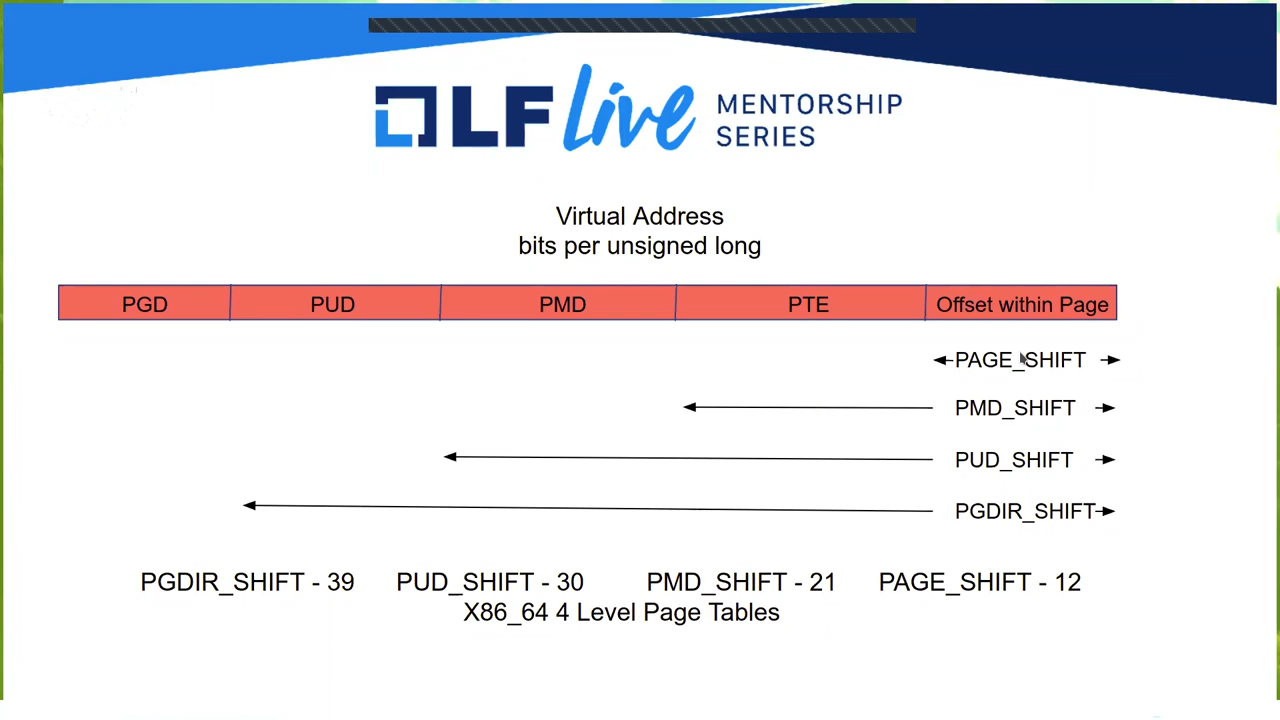 LF Live MENTORSHIP
SERIES
Virtual Address
bits per unsigned long
PGD PUD PMD PTE Offset within Page
PAGE_SHIFT
PMD_SHIFT
PUD_SHIFT
PGDIR_SHIFT
PGDIR_SHIFT - 39 PUD_SHIFT - 30 PMD_SHIFT - 21 PAGE_SHIFT - 12
X86_64 4 Level Page Tables